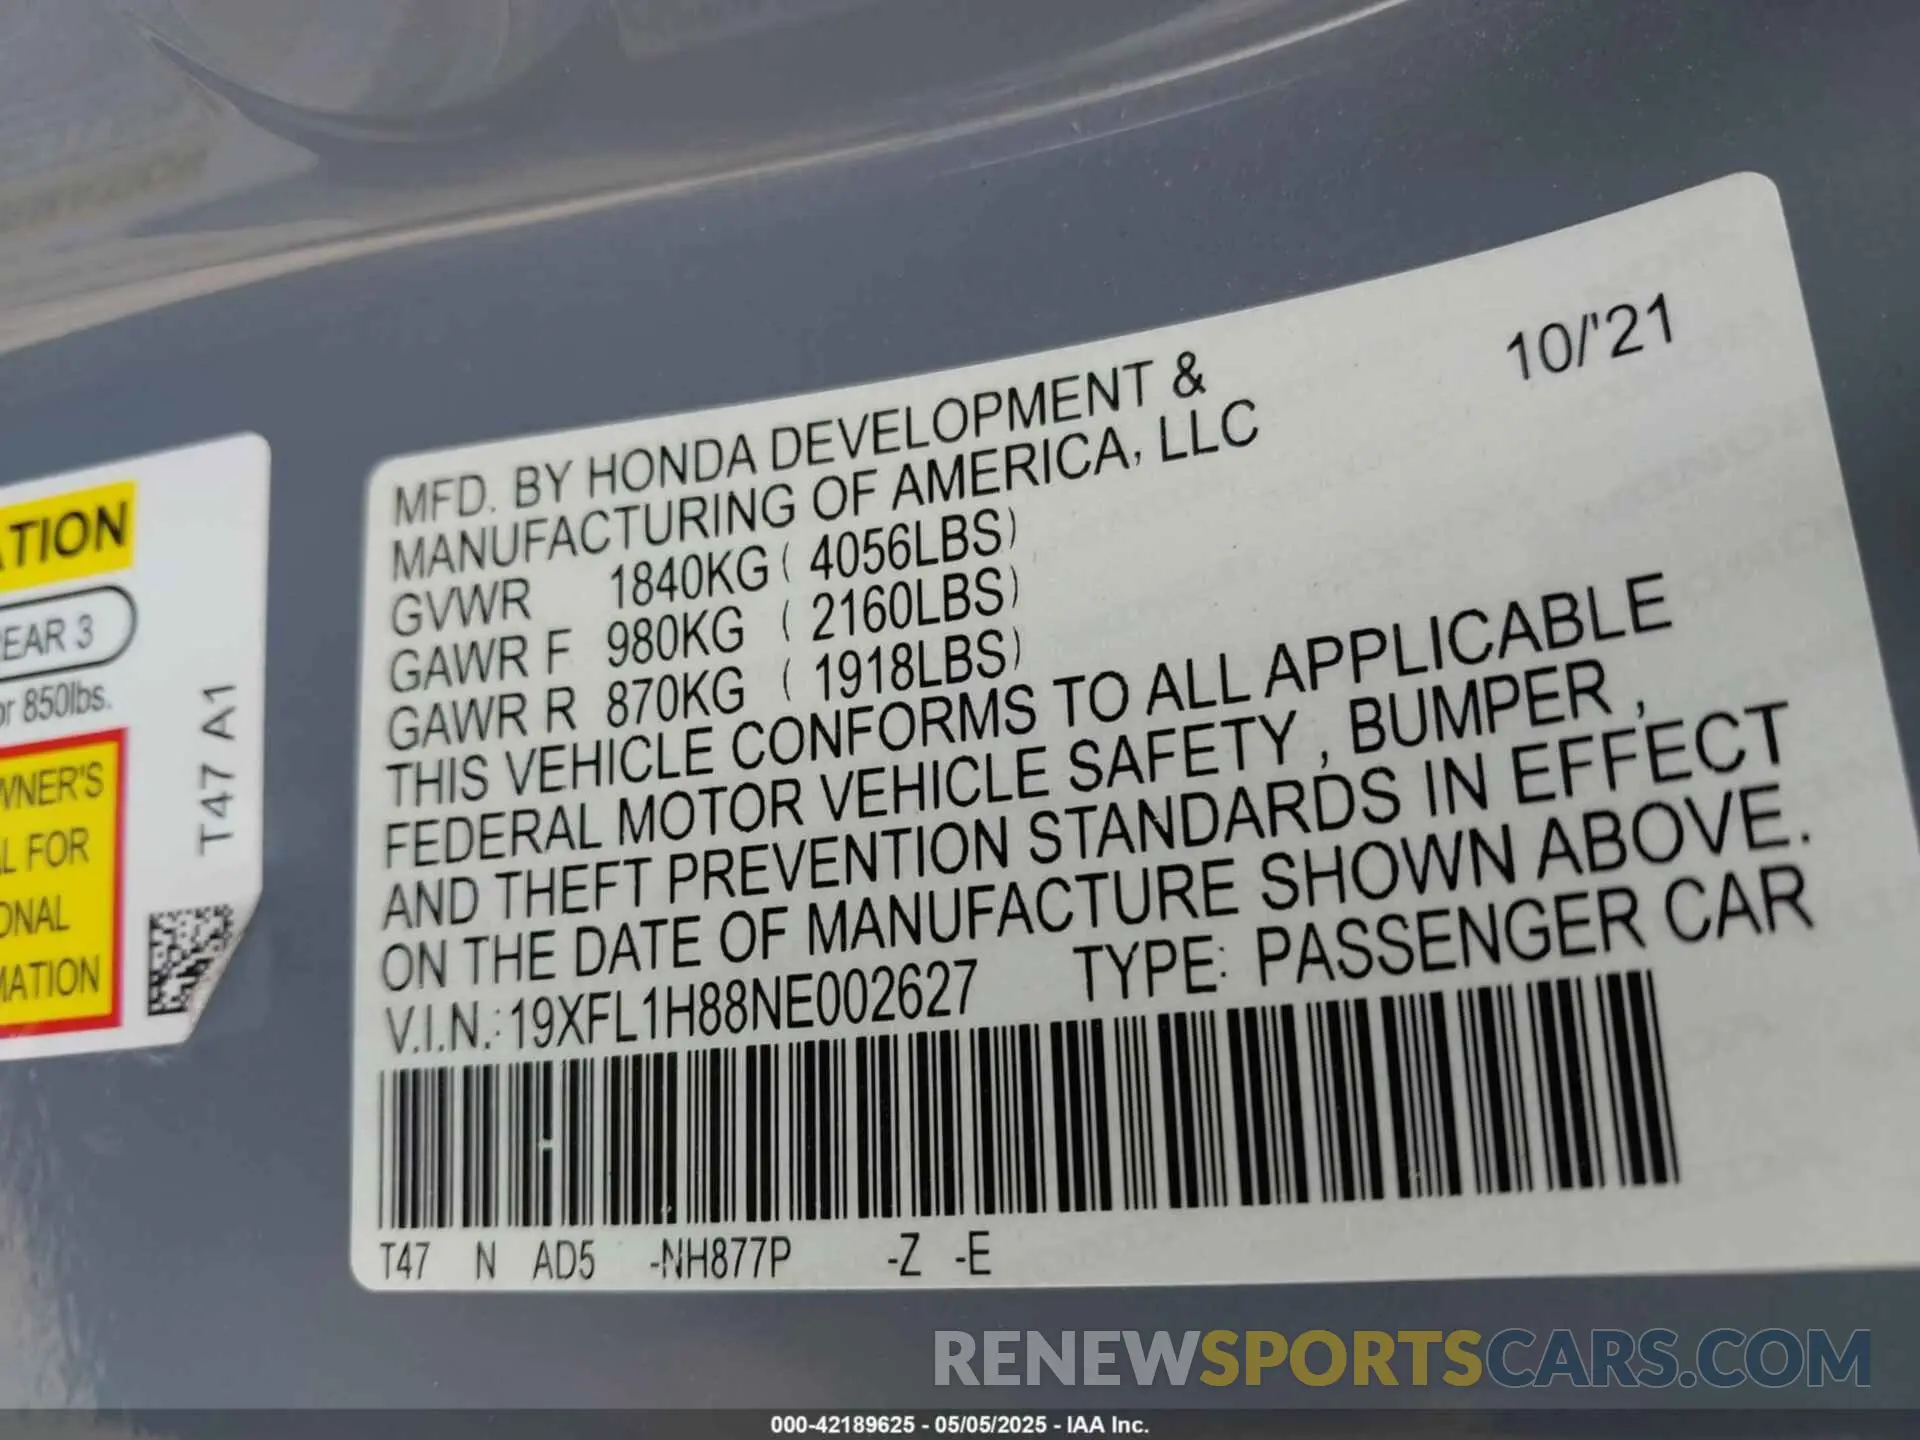 ATION
EAR 3
or 850lbs.
WNER'S
L FOR
ONAL
MATION
T47 A1
10/'21
MFD. BY HONDA DEVELOPMENT &
MANUFACTURING OF AMERICA, LLC
GVWR 1840KG ( 4056LBS)
GAWR F 980KG ( 2160LBS)
GAWR R 870KG ( 1918LBS)
THIS VEHICLE CONFORMS TO ALL APPLICABLE
FEDERAL MOTOR VEHICLE SAFETY , BUMPER ,
AND THEFT PREVENTION STANDARDS IN EFFECT
ON THE DATE OF MANUFACTURE SHOWN ABOVE.
V.I.N.: 19XFL1H88NE002627 TYPE: PASSENGER CAR
T47 N AD5 -NH877P -Z -E
RENEWSPORTSCARS.COM
000-42189625 - 05/05/2025 - IAA Inc.